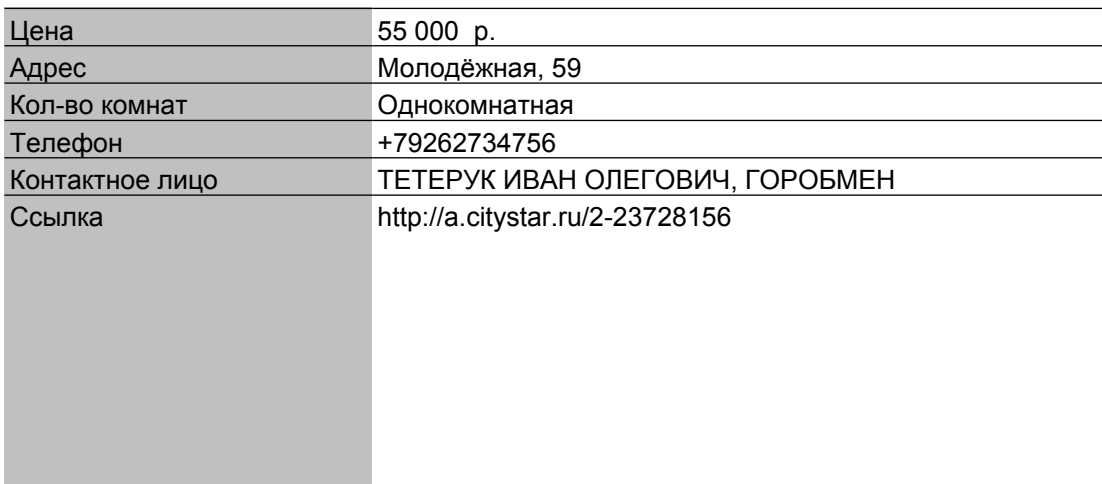 Цена 55 000 р.
Адрес Молодёжная, 59
Кол-во комнат Однокомнатная
Телефон +79262734756
Контактное лицо ТЕТЕРУК ИВАН ОЛЕГОВИЧ, ГОРОБМЕН
Ссылка http://a.citystar.ru/2-23728156